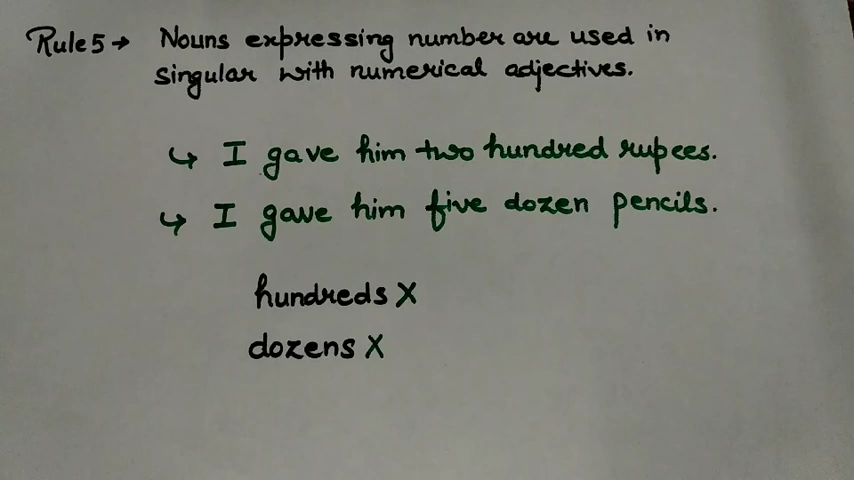 Rule 5 → Nouns expressing number are used in
singular with numerical adjectives.
↳ I gave him two hundred rupees.
↳ I gave him five dozen pencils.
hundreds X
dozens X